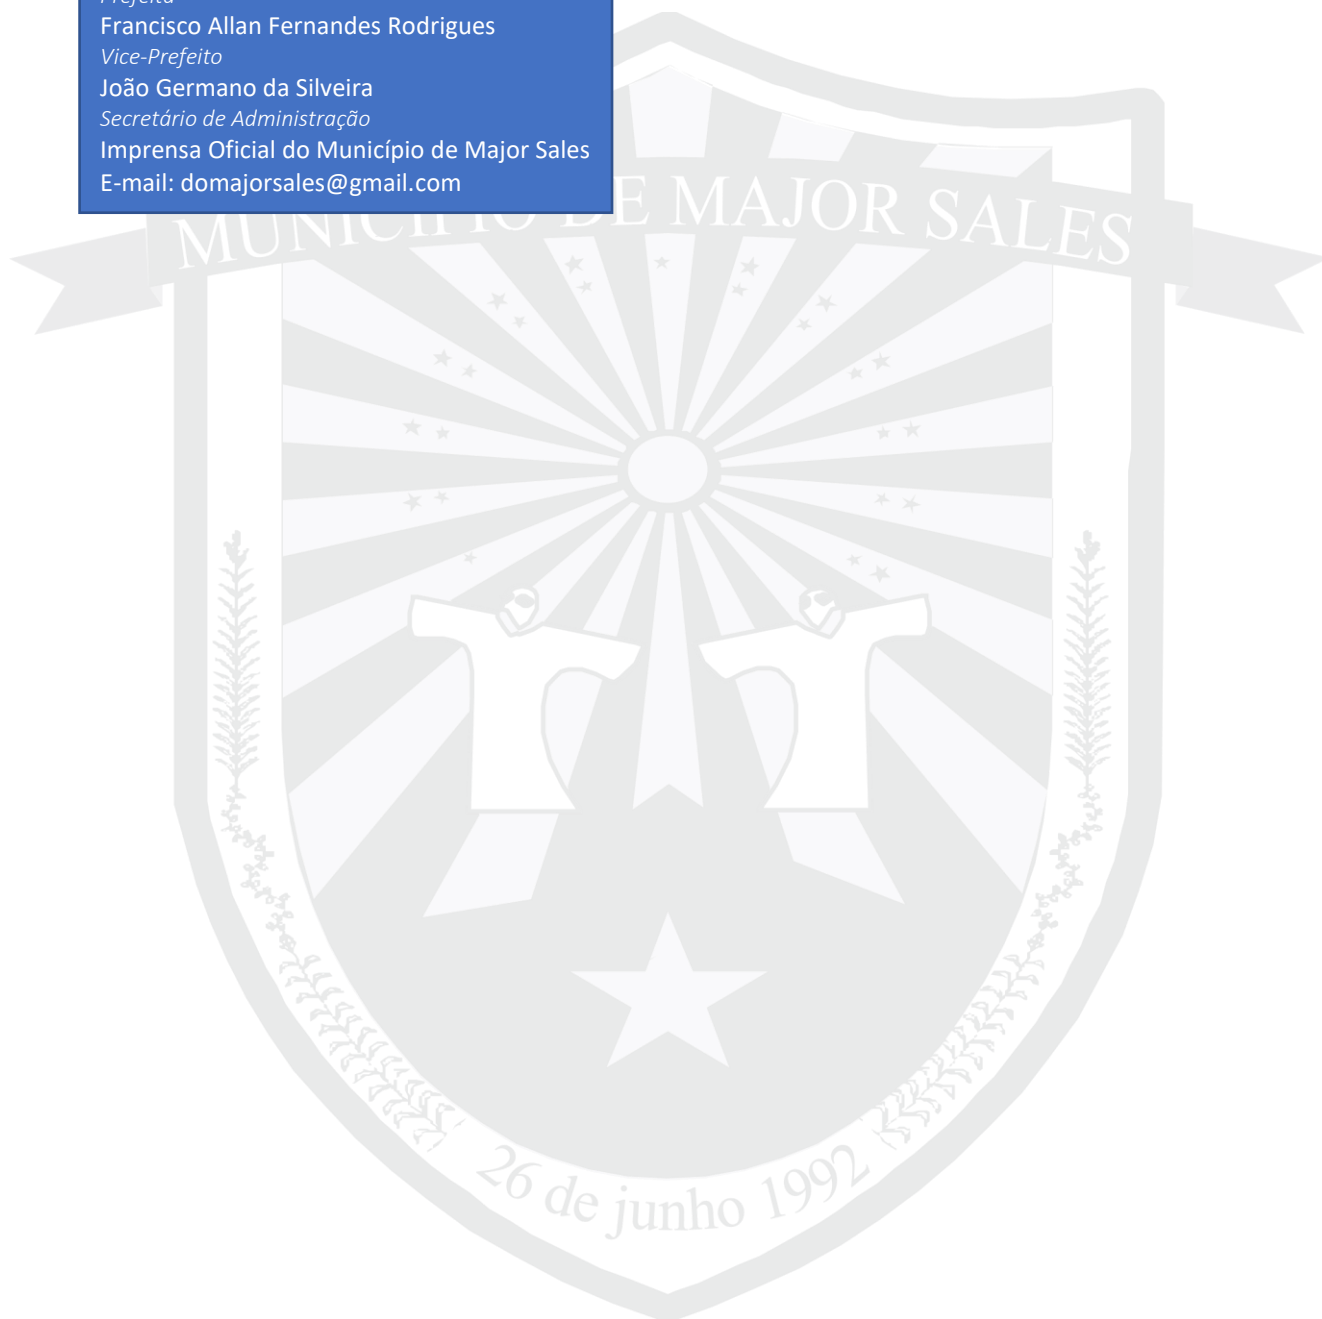 Prefeita
Francisco Allan Fernandes Rodrigues
Vice-Prefeito
João Germano da Silveira
Secretário de Administração
Imprensa Oficial do Município de Major Sales
E-mail: domajorsales@gmail.com
MUNICÍPIO DE MAJOR SALES
26 de junho 1992